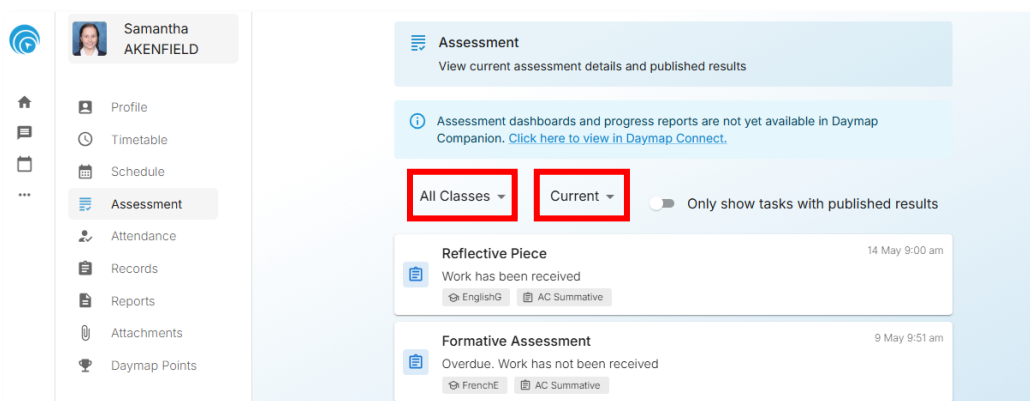 Samantha
AKENFIELD
Profile
Timetable
Schedule
Assessment
Attendance
Records
Reports
Attachments
Daymap Points
Assessment
View current assessment details and published results
Assessment dashboards and progress reports are not yet available in Daymap
Companion. Click here to view in Daymap Connect.
All Classes Current Only show tasks with published results
Reflective Piece 14 May 9:00 am
Work has been received
EnglishG AC Summative
Formative Assessment 9 May 9:51 am
Overdue. Work has not been received
FrenchE AC Summative